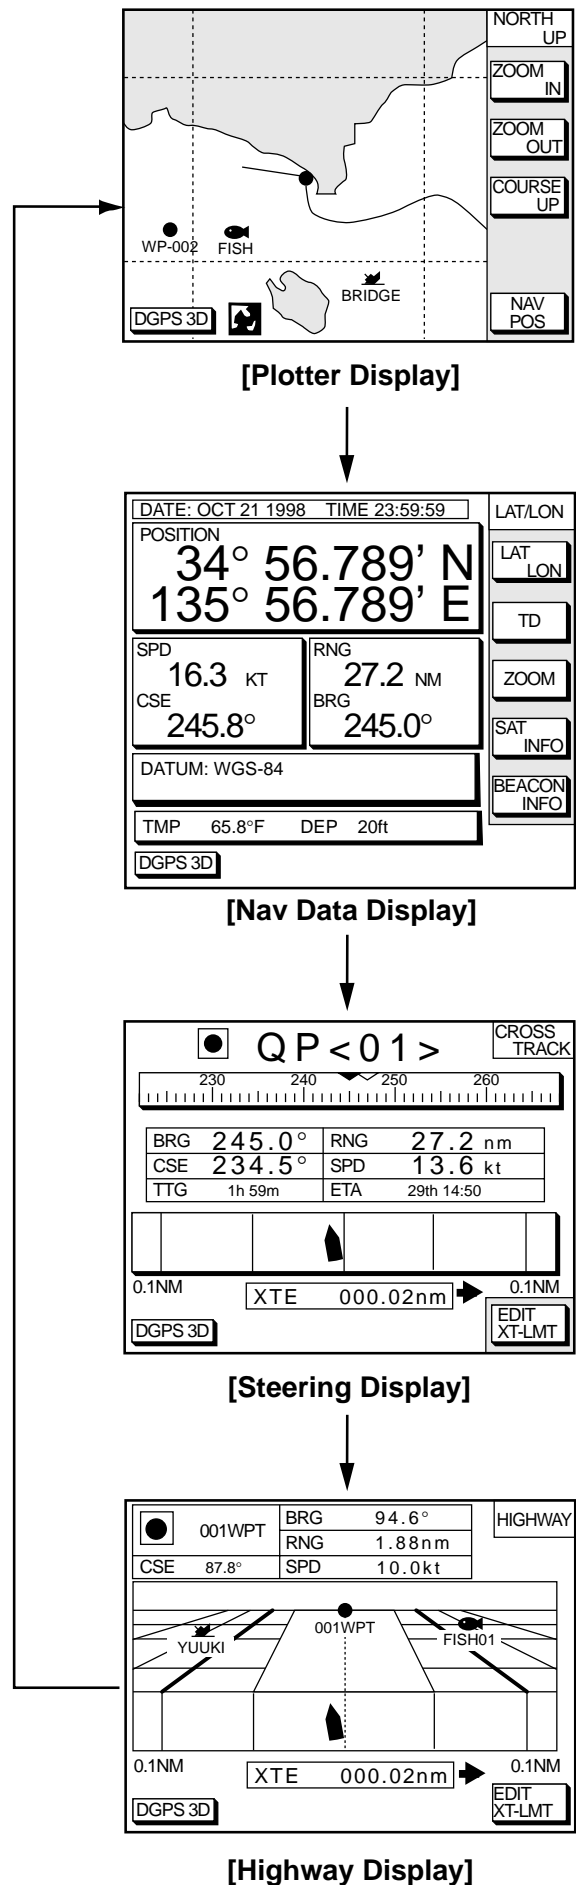 NORTH
UP
ZOOM
IN
ZOOM
OUT
COURSE
UP
WP-002
FISH
BRIDGE
DGPS 3D
NAV
POS
[Plotter Display]
DATE: OCT 21 1998 TIME 23:59:59
LAT/LON
POSITION
34° 56.789’ N
135° 56.789’ E
LAT
LON
TD
SPD
16.3 KT
CSE
245.8°
RNG
27.2 NM
BRG
245.0°
ZOOM
SAT
INFO
DATUM: WGS-84
BEACON
INFO
TMP 65.8°F DEP 20ft
DGPS 3D
[Nav Data Display]
QP<01>
CROSS
TRACK
230 240 250 260
BRG 245.0° RNG 27.2 nm
CSE 234.5° SPD 13.6 kt
TTG 1h 59m ETA 29th 14:50
0.1NM 0.1NM
XTE 000.02nm
DGPS 3D
EDIT
XT-LMT
[Steering Display]
001WPT
BRG 94.6°
HIGHWAY
RNG 1.88nm
CSE 87.8° SPD 10.0kt
001WPT
YUUKI
FISH01
0.1NM 0.1NM
XTE 000.02nm
DGPS 3D
EDIT
XT-LMT
[Highway Display]